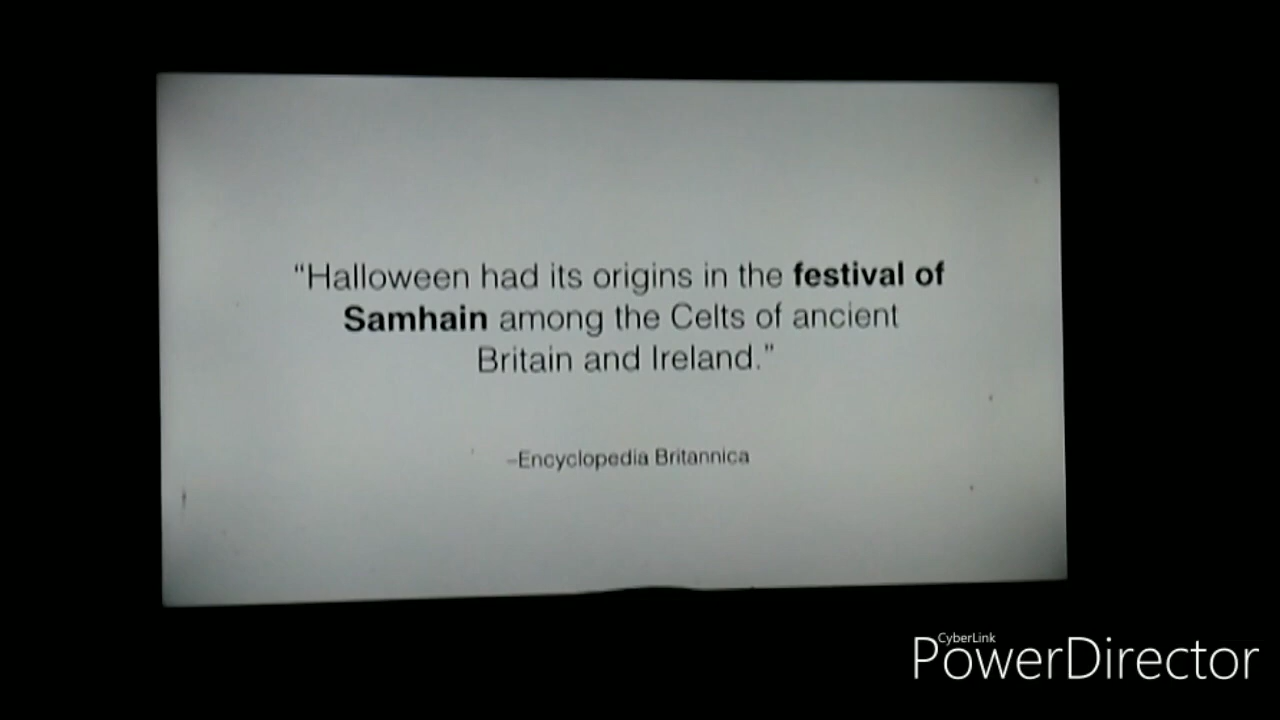 “Halloween had its origins in the festival of
Samhain among the Celts of ancient
Britain and Ireland.”
–Encyclopedia Britannica
CyberLink
PowerDirector